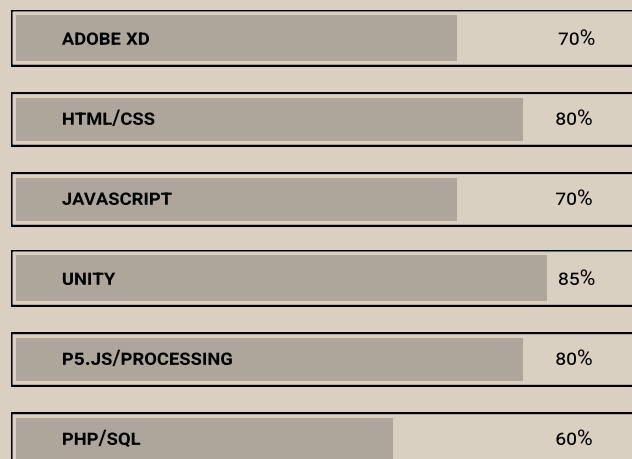 ADOBE XD 70%
HTML/CSS 80%
JAVASCRIPT 70%
UNITY 85%
P5.JS/PROCESSING 80%
PHP/SQL 60%